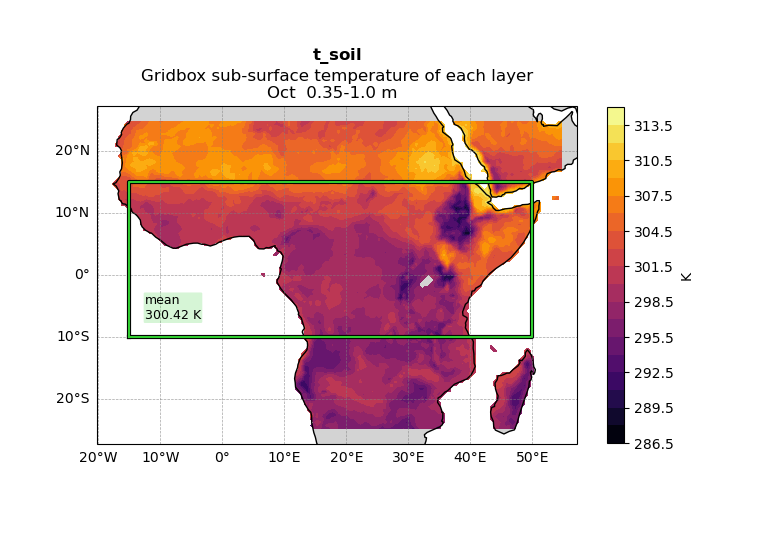 t_soil
Gridbox sub-surface temperature of each layer
Oct  0.35-1.0 m
20°N
10°N
0°
10°S
20°S
20°W
10°W
0°
10°E
20°E
30°E
40°E
50°E
mean
300.42 K
313.5
310.5
307.5
304.5
301.5
298.5
295.5
292.5
289.5
286.5
K